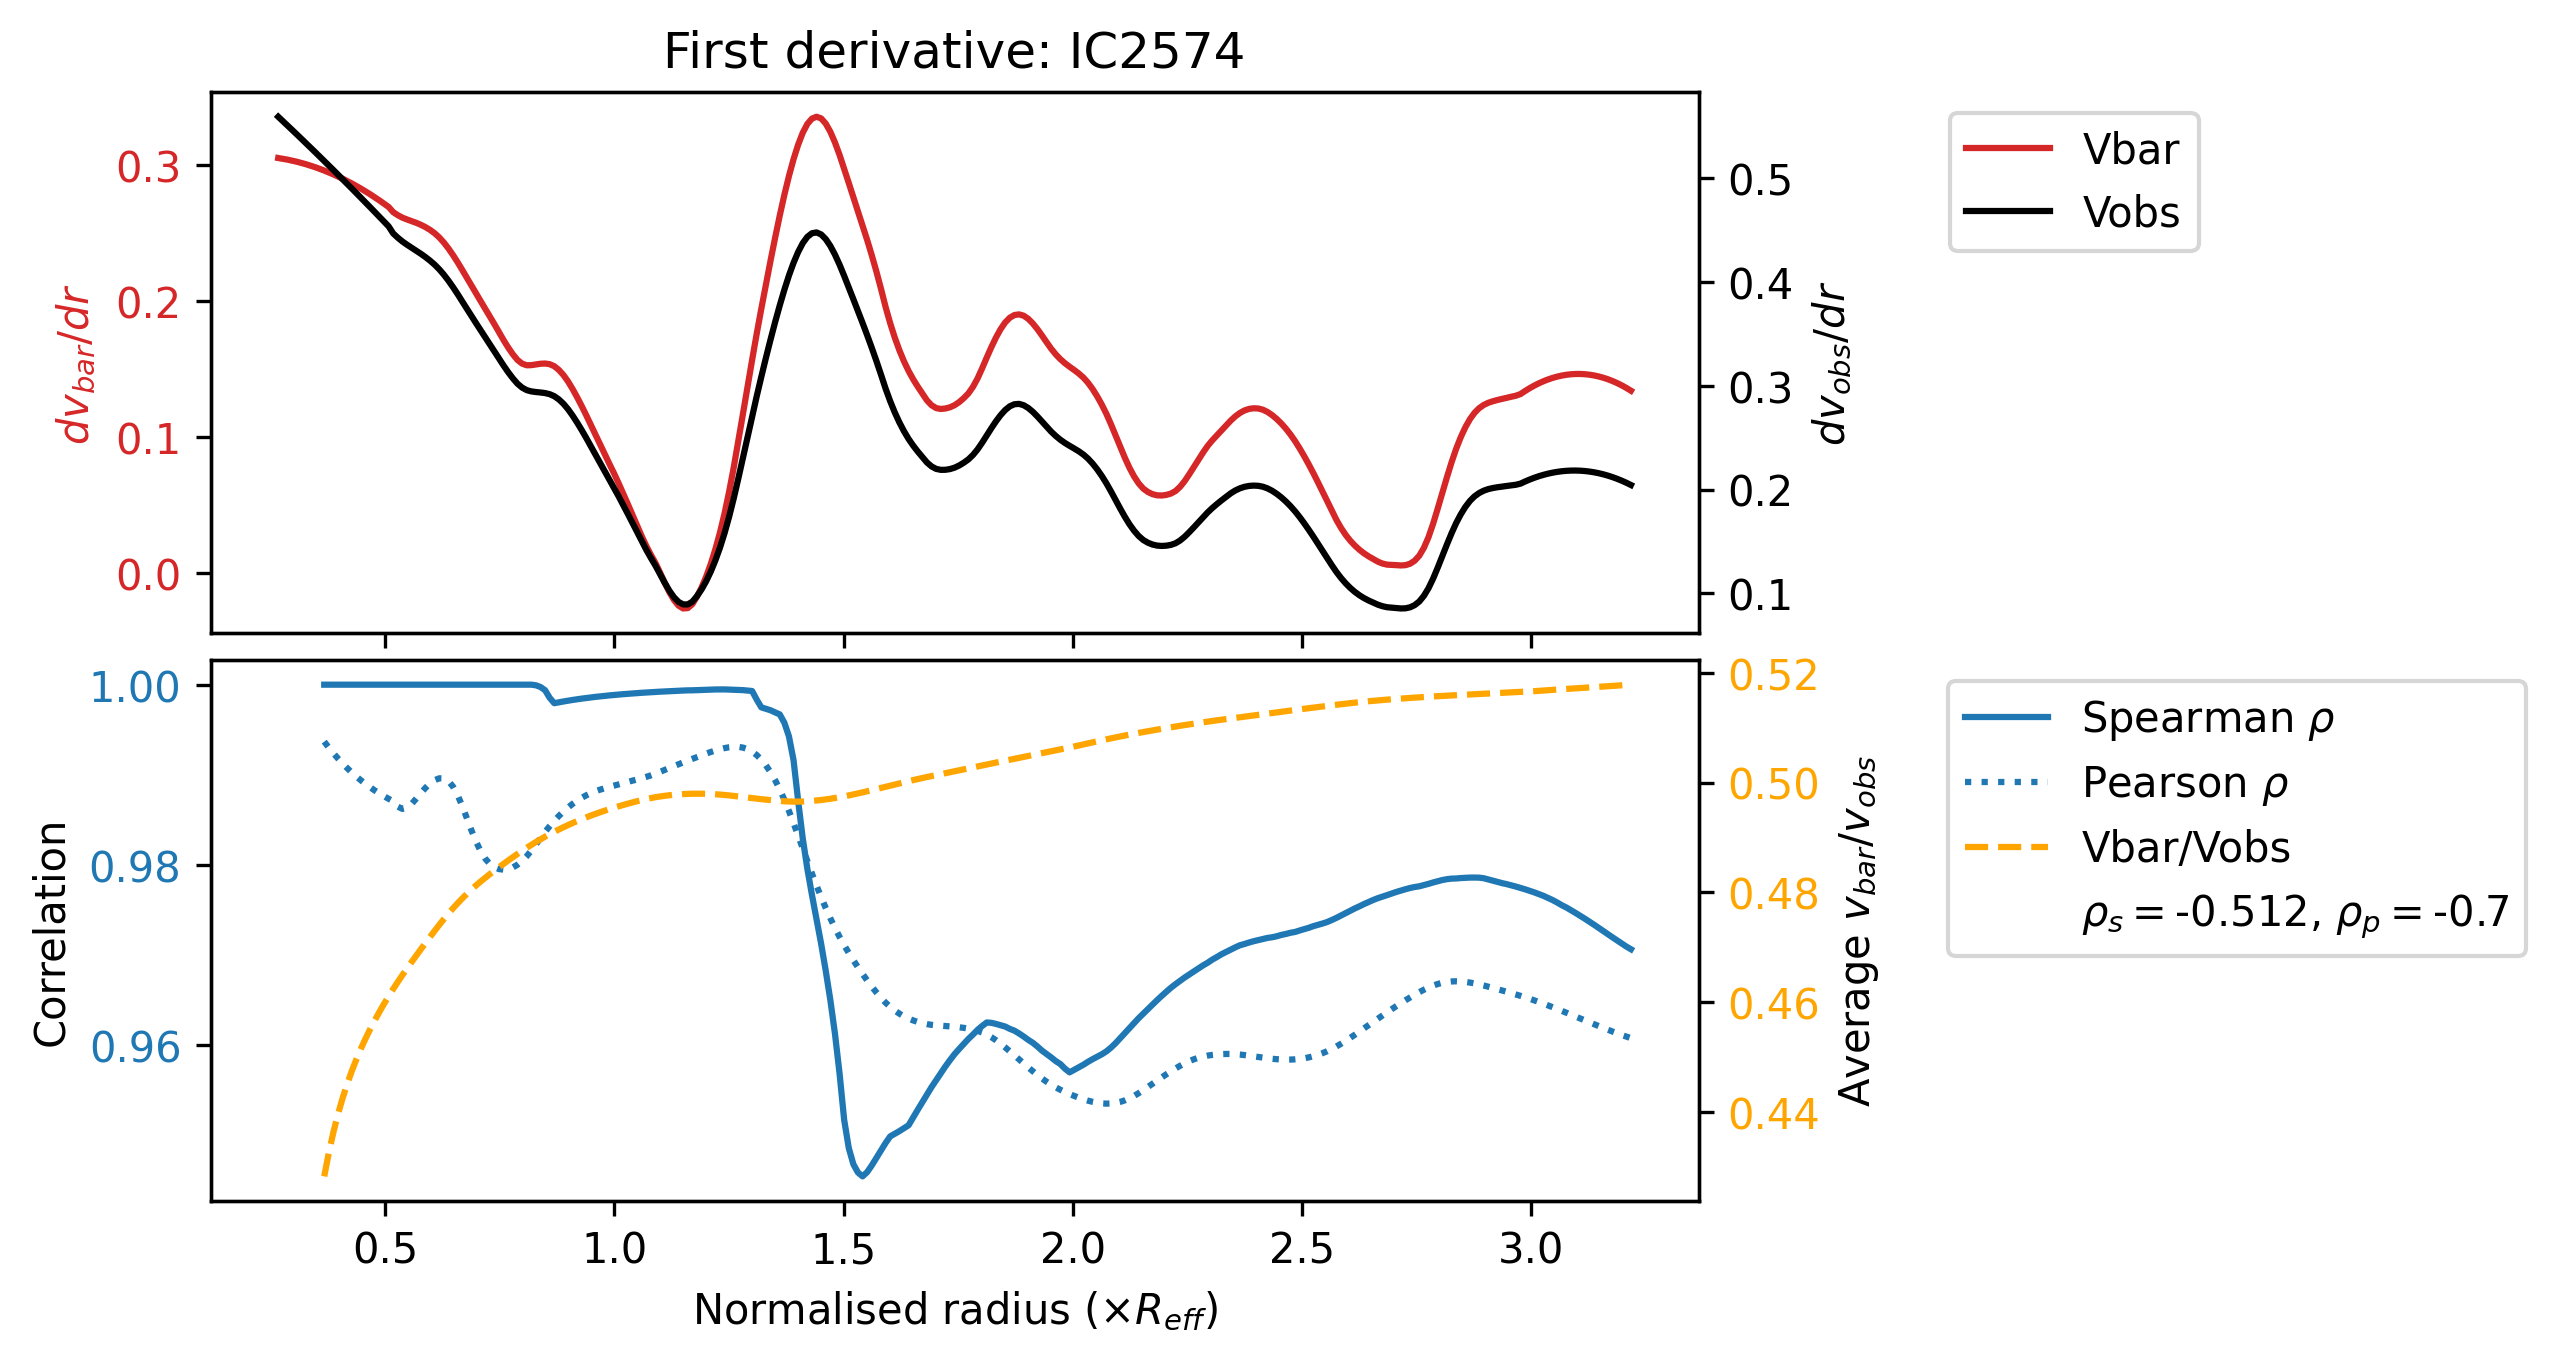 First derivative: IC2574
0.3
0.2
0.1
0.0
dv_bar/dr
0.5
0.4
0.3
0.2
0.1
dv_obs/dr
Vbar
Vobs
1.00
0.98
0.96
Correlation
0.52
0.50
0.48
0.46
0.44
Average v_bar/v_obs
Spearman ρ
Pearson ρ
Vbar/Vobs
ρ_s = -0.512, ρ_p = -0.7
0.5 1.0 1.5 2.0 2.5 3.0
Normalised radius (×R_eff)